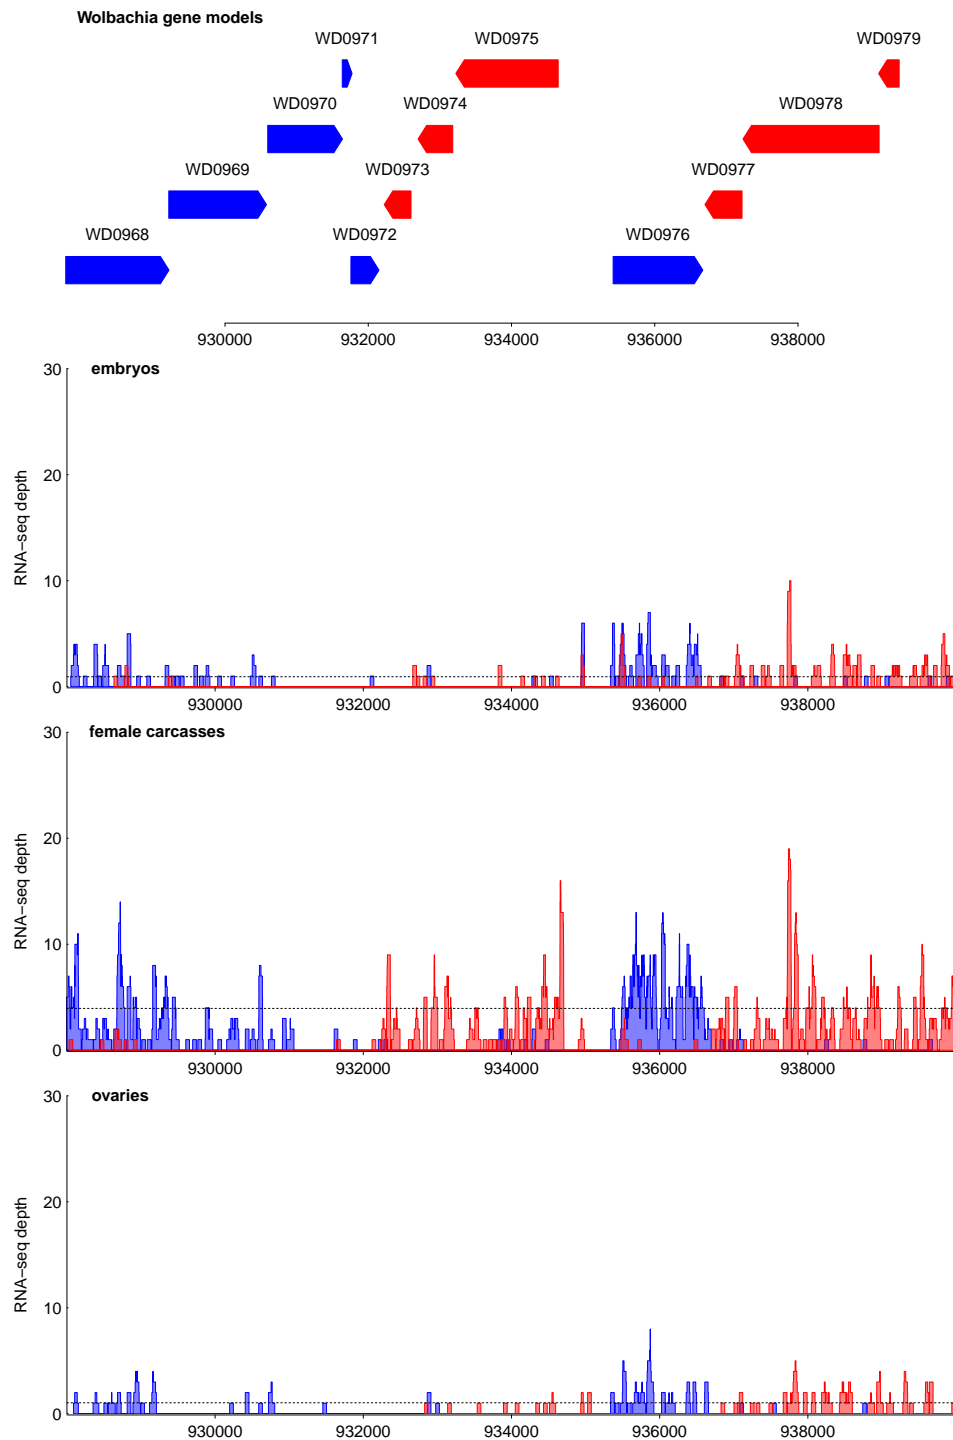 Wolbachia gene models
WD0971 WD0975 WD0979
WD0970 WD0974 WD0978
WD0969 WD0973 WD0977
WD0968 WD0972 WD0976
930000 932000 934000 936000 938000
embryos
30
20
10
0
RNA−seq depth
930000 932000 934000 936000 938000
female carcasses
30
20
10
0
RNA−seq depth
930000 932000 934000 936000 938000
ovaries
30
20
10
0
RNA−seq depth
930000 932000 934000 936000 938000